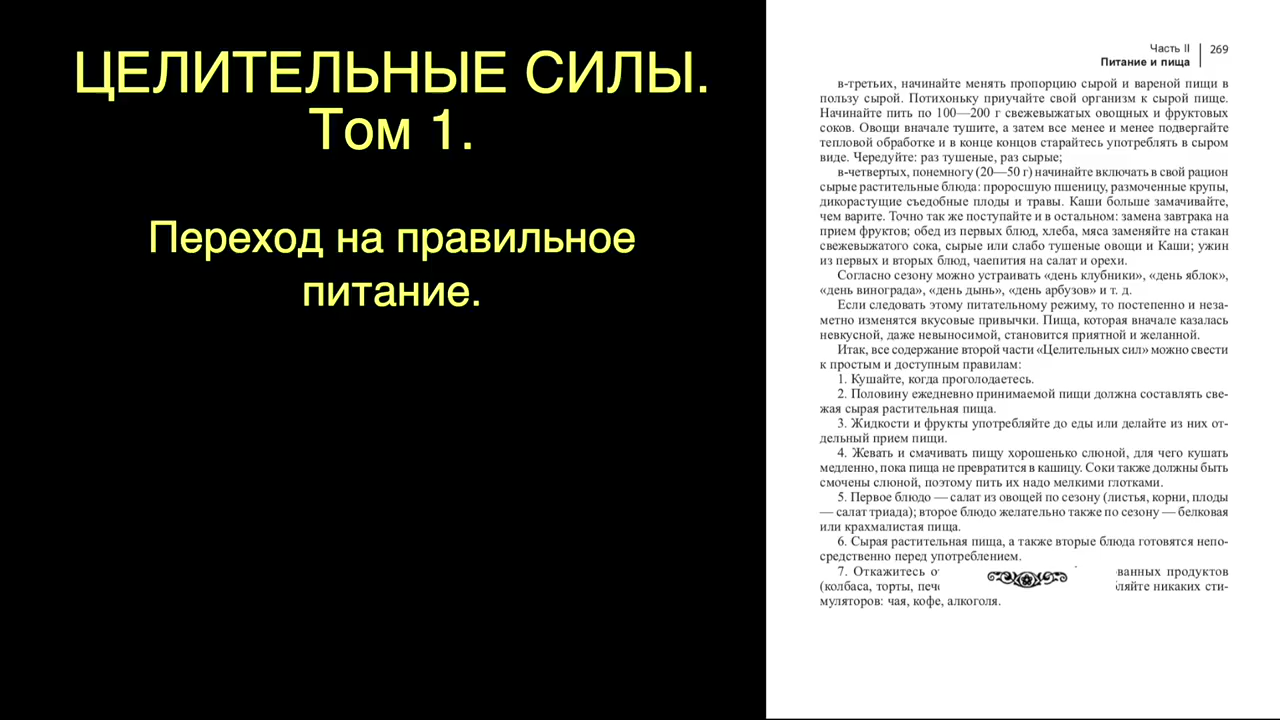 ЦЕЛИТЕЛЬНЫЕ СИЛЫ.
Том 1.
Переход на правильное
питание.
Часть II
269
Питание и пища
в-третьих, начинайте менять пропорцию сырой и вареной пищи в
пользу сырой. Потихоньку приучайте свой организм к сырой пище.
Начинайте пить по 100—200 г свежевыжатых овощных и фруктовых
соков. Овощи вначале тушите, а затем все менее и менее подвергайте
тепловой обработке и в конце концов старайтесь употреблять в сыром
виде. Чередуйте: раз тушеные, раз сырые;
в-четвертых, понемногу (20—50 г) начинайте включать в свой рацион
сырые растительные блюда: проросшую пшеницу, размоченные крупы,
дикорастущие съедобные плоды и травы. Каши больше замачивайте,
чем варите. Точно так же поступайте и в остальном: замена завтрака на
прием фруктов; обед из первых блюд, хлеба, мяса заменяйте на стакан
свежевыжатого сока, сырые или слабо тушеные овощи и Каши; ужин
из первых и вторых блюд, чаепития на салат и орехи.
Согласно сезону можно устраивать «день клубники», «день яблок»,
«день винограда», «день дынь», «день арбузов» и т. д.
Если следовать этому питательному режиму, то постепенно и неза-
метно изменятся вкусовые привычки. Пища, которая вначале казалась
невкусной, даже невыносимой, становится приятной и желанной.
Итак, все содержание второй части «Целительных сил» можно свести
к простым и доступным правилам:
1. Кушайте, когда проголодаетесь.
2. Половину ежедневно принимаемой пищи должна составлять све-
жая сырая растительная пища.
3. Жидкости и фрукты употребляйте до еды или делайте из них от-
дельный прием пищи.
4. Жевать и смачивать пищу хорошенько слюной, для чего кушать
медленно, пока пища не превратится в кашицу. Соки также должны быть
смочены слюной, поэтому пить их надо мелкими глотками.
5. Первое блюдо — салат из овощей по сезону (листья, корни, плоды
— салат триада); второе блюдо желательно также по сезону — белковая
или крахмалистая пища.
6. Сырая растительная пища, а также вторые блюда готовятся непо-
средственно перед употреблением.
7. Откажитесь ванных продуктов
(колбаса, торты, пече бляйте никаких сти-
муляторов: чая, кофе, алкоголя.